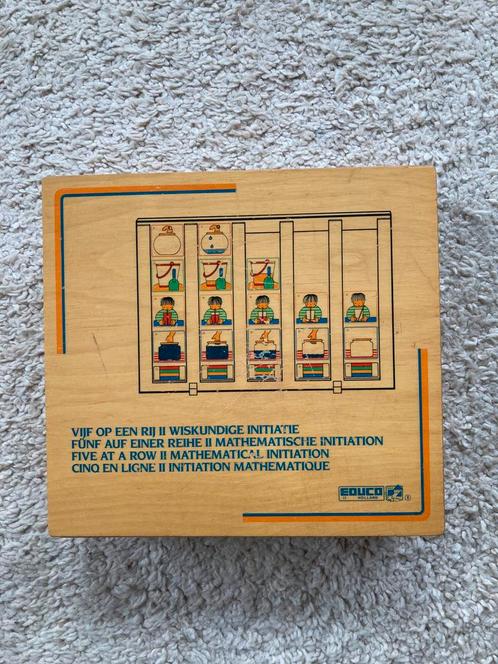 VIJF OP EEN RIJ II WISKUNDIGE INITIATIE
FÜNF AUF EINER REIHE II MATHEMATISCHE INITIATION
FIVE AT A ROW II MATHEMATICAL INITIATION
CINQ EN LIGNE II INITIATION MATHEMATIQUE
EDUCO
HOLLAND